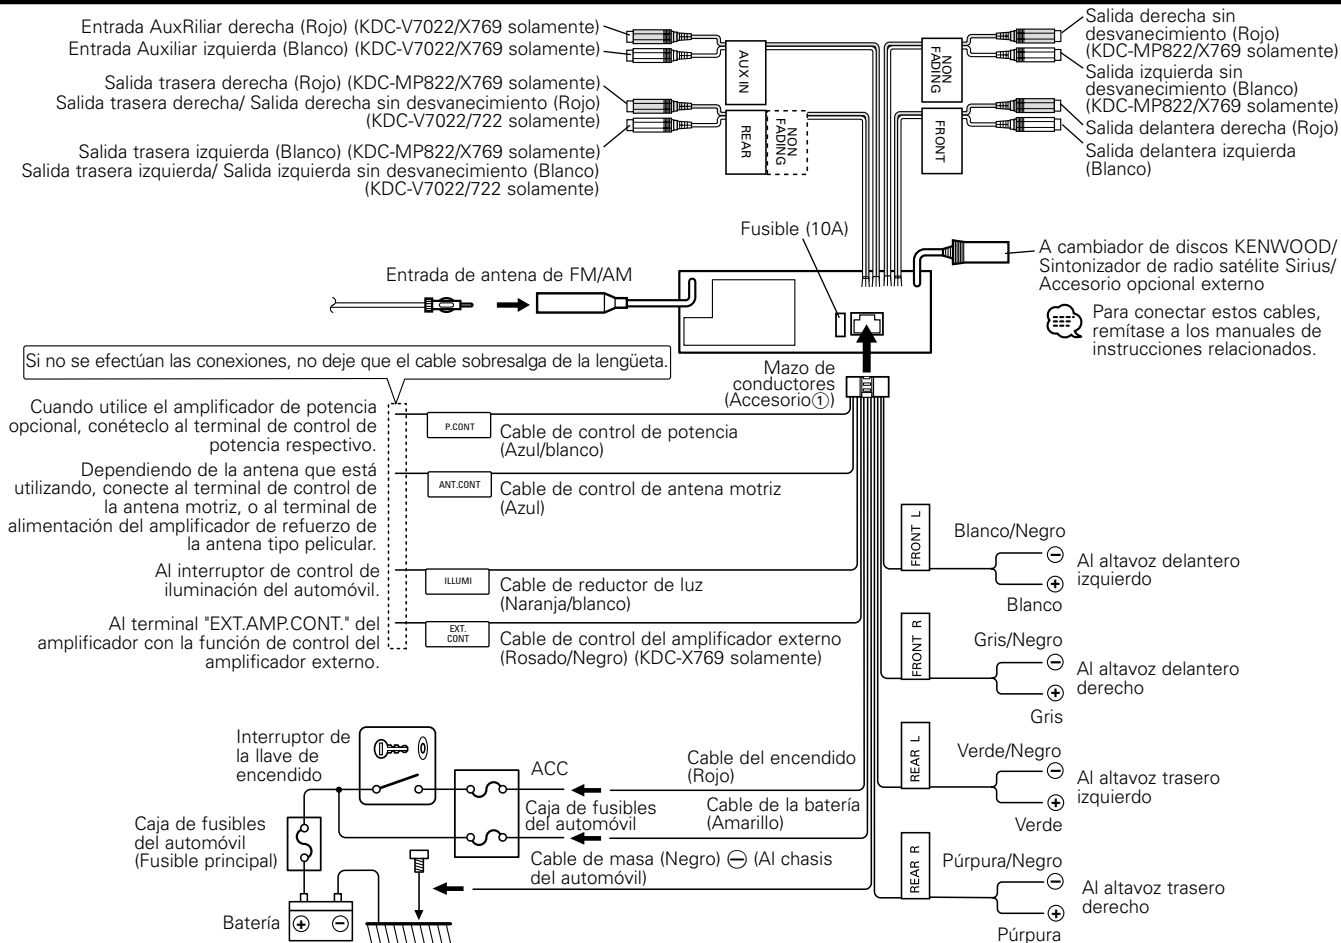 Entrada AuxRiliar derecha (Rojo) (KDC-V7022/X769 solamente)
Entrada Auxiliar izquierda (Blanco) (KDC-V7022/X769 solamente)
Salida trasera derecha (Rojo) (KDC-MP822/X769 solamente)
Salida trasera derecha/ Salida derecha sin desvanecimiento (Rojo)
(KDC-V7022/722 solamente)
Salida trasera izquierda (Blanco) (KDC-MP822/X769 solamente)
Salida trasera izquierda/ Salida izquierda sin desvanecimiento (Blanco)
(KDC-V7022/722 solamente)
AUX IN
REAR
NON
FADING
NON
FADING
FRONT
Salida derecha sin
desvanecimiento (Rojo)
(KDC-MP822/X769 solamente)
Salida izquierda sin
desvanecimiento (Blanco)
(KDC-MP822/X769 solamente)
Salida delantera derecha (Rojo)
Salida delantera izquierda
(Blanco)
Fusible (10A)
Entrada de antena de FM/AM
A cambiador de discos KENWOOD/
Sintonizador de radio satélite Sirius/
Accesorio opcional externo
Para conectar estos cables,
remítase a los manuales de
instrucciones relacionados.
Si no se efectúan las conexiones, no deje que el cable sobresalga de la lengüeta.
Mazo de
conductores
(Accesorio①)
Cuando utilice el amplificador de potencia
opcional, conéteclo al terminal de control de
potencia respectivo.
P.CONT
Cable de control de potencia
(Azul/blanco)
Dependiendo de la antena que está
utilizando, conecte al terminal de control de
la antena motriz, o al terminal de
alimentación del amplificador de refuerzo de
la antena tipo pelicular.
ANT.CONT
Cable de control de antena motriz
(Azul)
Al interruptor de control de
iluminación del automóvil.
ILLUMI
Cable de reductor de luz
(Naranja/blanco)
Al terminal "EXT.AMP.CONT." del
amplificador con la función de control del
amplificador externo.
EXT.
CONT
Cable de control del amplificador externo
(Rosado/Negro) (KDC-X769 solamente)
FRONT L
Blanco/Negro
⊖
⊕
Blanco
Al altavoz delantero
izquierdo
FRONT R
Gris/Negro
⊖
⊕
Gris
Al altavoz delantero
derecho
REAR L
Verde/Negro
⊖
⊕
Verde
Al altavoz trasero
izquierdo
REAR R
Púrpura/Negro
⊖
⊕
Púrpura
Al altavoz trasero
derecho
Interruptor de
la llave de
encendido
ACC
Cable del encendido
(Rojo)
Caja de fusibles
del automóvil
Cable de la batería
(Amarillo)
Caja de fusibles
del automóvil
(Fusible principal)
Cable de masa (Negro) ⊖ (Al chasis
del automóvil)
Batería
⊕ ⊖